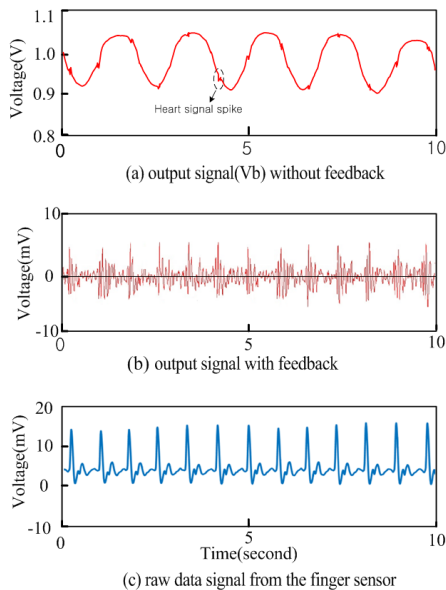 Voltage(V)
1.1
1.0
0.9
0.8
Heart signal spike
0
5
10
(a) output signal(Vb) without feedback
Voltage(mV)
10
0
-10
0
5
10
(b) output signal with feedback
Voltage(mV)
20
10
0
-10
0
5
10
Time(second)
(c) raw data signal from the finger sensor